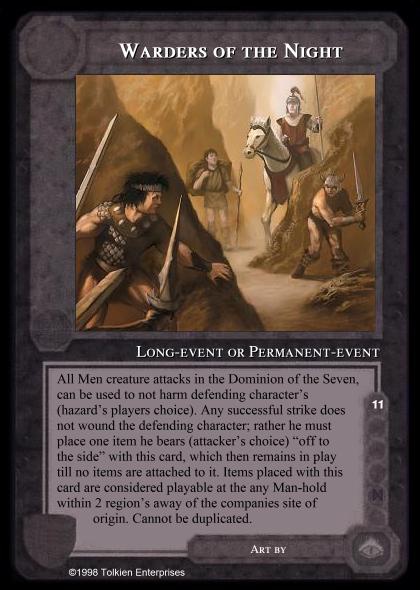 Warders of the Night
Long-event or Permanent-event
All Men creature attacks in the Dominion of the Seven,
can be used to not harm defending character's
(hazard's players choice). Any successful strike does
not wound the defending character; rather he must
place one item he bears (attacker's choice) “off to
the side” with this card, which then remains in play
till no items are attached to it. Items placed with this
card are considered playable at the any Man-hold
within 2 region's away of the companies site of
origin. Cannot be duplicated.
11
Art by
©1998 Tolkien Enterprises